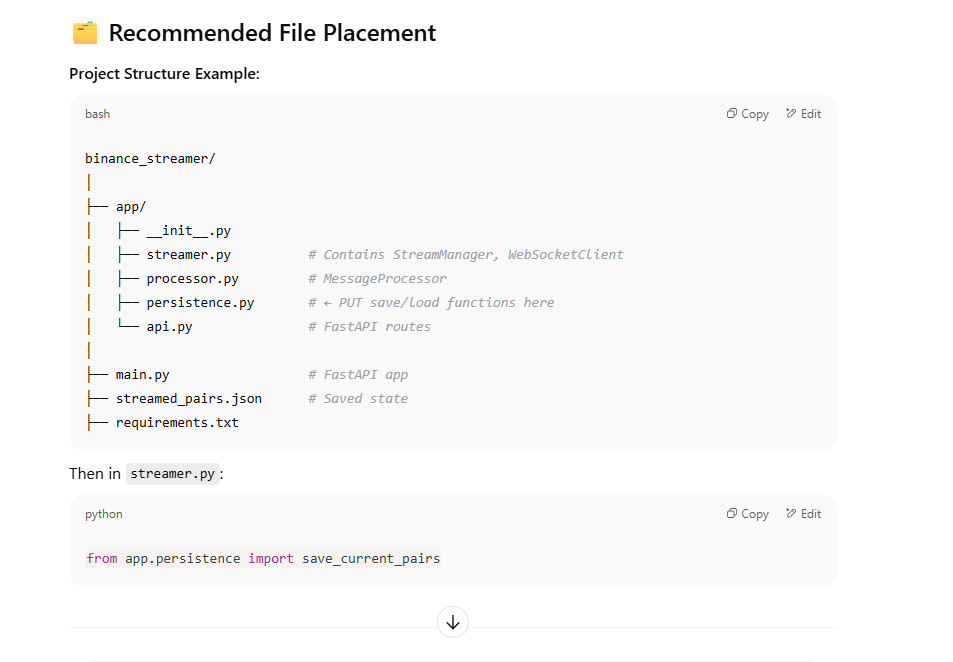 🗂️ Recommended File Placement
Project Structure Example:
bash Copy Edit
binance_streamer/
│
├── app/
│   ├── __init__.py
│   ├── streamer.py          # Contains StreamManager, WebSocketClient
│   ├── processor.py         # MessageProcessor
│   ├── persistence.py       # ← PUT save/load functions here
│   └── api.py               # FastAPI routes
│
├── main.py                  # FastAPI app
├── streamed_pairs.json      # Saved state
├── requirements.txt
Then in streamer.py:
python Copy Edit
from app.persistence import save_current_pairs